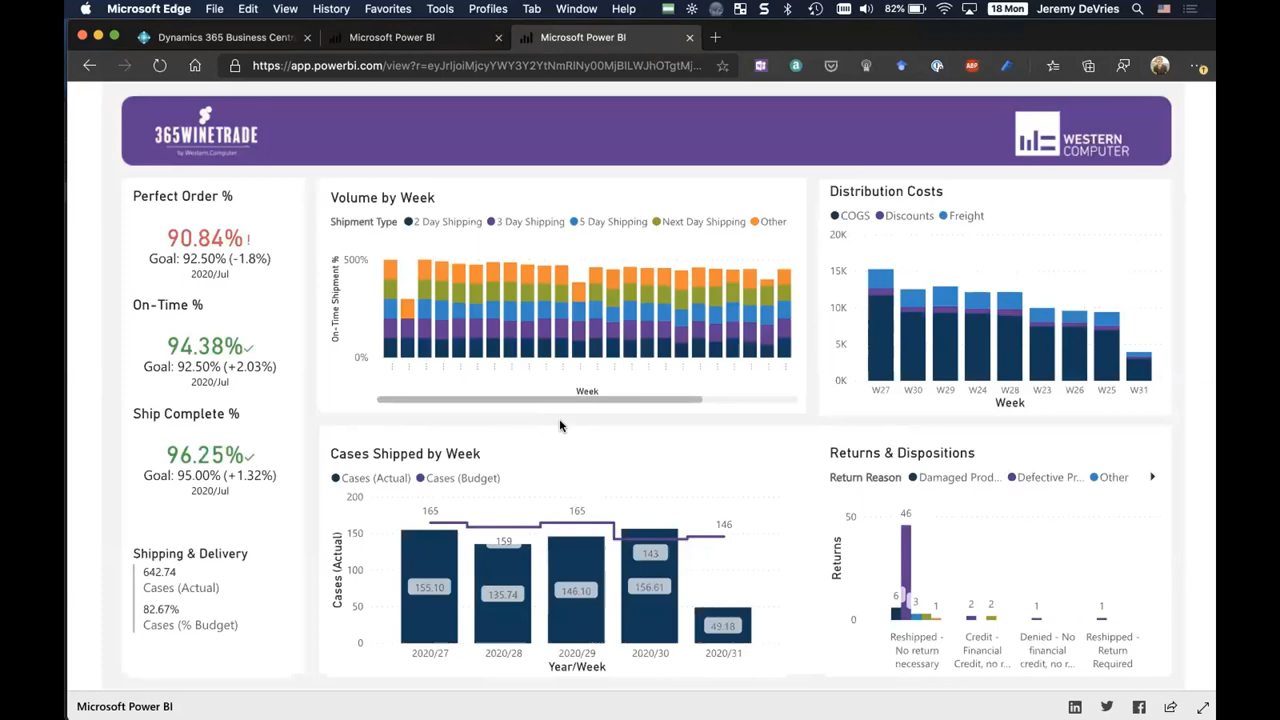 Microsoft Edge File Edit View History Favorites Tools Profiles Tab Window Help 82% 18 Mon Jeremy DeVries
Dynamics 365 Business Centr Microsoft Power BI Microsoft Power BI
ABP
365WINETRADE
by Western Computer
WESTERN
COMPUTER
Perfect Order %
90.84% !
Goal: 92.50% (-1.8%)
2020/Jul
On-Time %
94.38%
Goal: 92.50% (+2.03%)
2020/Jul
Ship Complete %
96.25%
Goal: 95.00% (+1.32%)
2020/Jul
Shipping & Delivery
642.74
Cases (Actual)
82.67%
Cases (% Budget)
Volume by Week
Shipment Type 2 Day Shipping 3 Day Shipping 5 Day Shipping Next Day Shipping Other
On-Time Shipment %
500%
0%
Week
Distribution Costs
COGS Discounts Freight
20K
15K
10K
5K
0K
W27 W30 W29 W24 W28 W23 W26 W25 W31
Week
Cases Shipped by Week
Cases (Actual) Cases (Budget)
Cases (Actual)
200
150
100
50
0
165 159 165 143 146
155.10 135.74 146.10 156.61 49.18
2020/27 2020/28 2020/29 2020/30 2020/31
Year/Week
Returns & Dispositions
Return Reason Damaged Prod... Defective Pr... Other
Returns
50
0
6 46 3 1 2 2 1 1
Reshipped - No return necessary
Credit - Financial Credit, no r...
Denied - No financial credit, no r...
Reshipped - Return Required
Microsoft Power BI